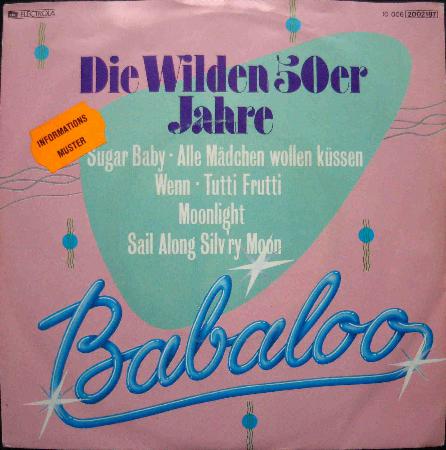 ELECTROLA
1C 006 2002197
Die Wilden 50er
Jahre
INFORMATIONS
MUSTER
Sugar Baby · Alle Mädchen wollen küssen
Wenn · Tutti Frutti
Moonlight
Sail Along Silv'ry Moon
Babaloo